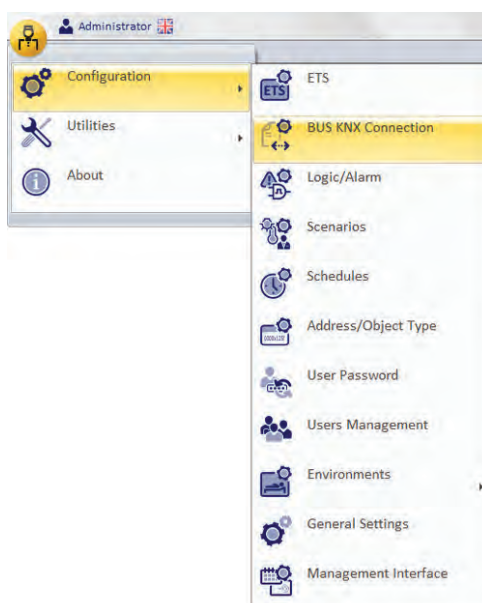 Administrator
Configuration
Utilities
About
ETS
ETS
BUS KNX Connection
Logic/Alarm
Scenarios
Schedules
Address/Object Type
User Password
Users Management
Environments
General Settings
Management Interface